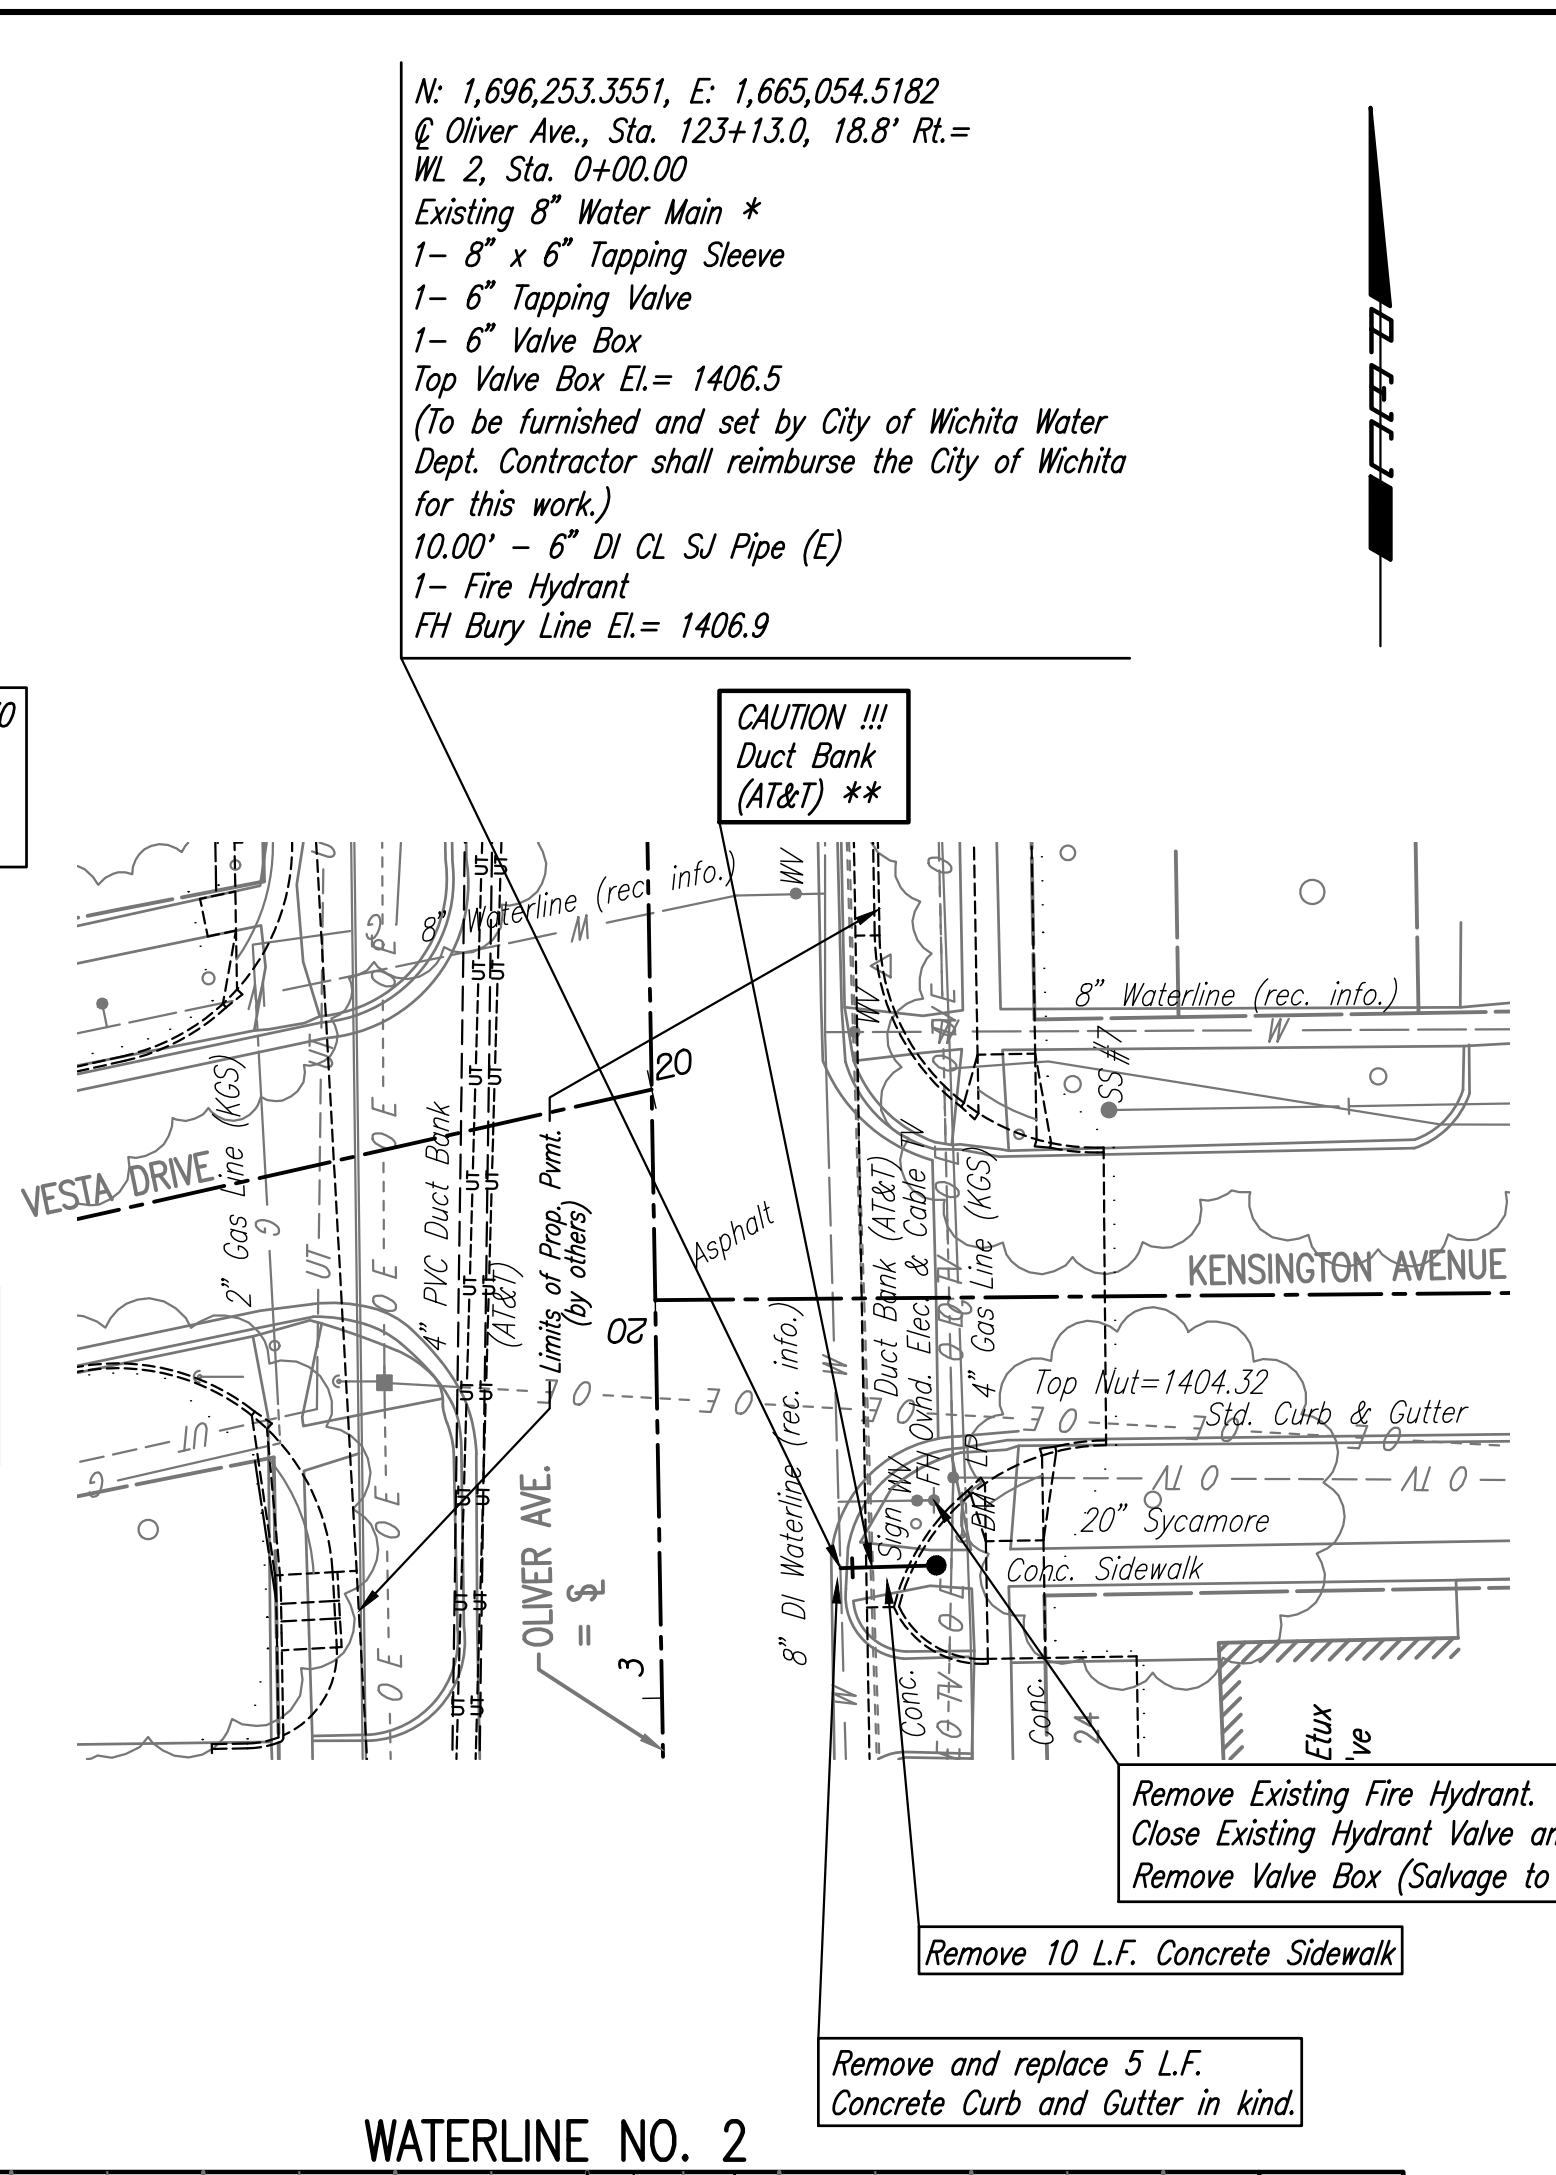 N: 1,696,253.3551, E: 1,665,054.5182
℄ Oliver Ave., Sta. 123+13.0, 18.8' Rt.=
WL 2, Sta. 0+00.00
Existing 8" Water Main *
1- 8" x 6" Tapping Sleeve
1- 6" Tapping Valve
1- 6" Valve Box
Top Valve Box El.= 1406.5
(To be furnished and set by City of Wichita Water
Dept. Contractor shall reimburse the City of Wichita
for this work.)
10.00' - 6" DI CL SJ Pipe (E)
1- Fire Hydrant
FH Bury Line El.= 1406.9
CAUTION !!!
Duct Bank
(AT&T) **
8" Waterline (rec. info.)
WV
WV
8" Waterline (rec. info.)
SS #7
20
VESTA DRIVE
2" Gas Line (KGS)
4" PVC Duct Bank
(AT&T)
Limits of Prop. Pvmt.
(by others)
Asphalt
KENSINGTON AVENUE
20
8" DI Waterline (rec. info.)
Duct Bank (AT&T)
Ovhd. Elec. & Cable TV
4" Gas Line (KGS)
Top Nut=1404.32
Std. Curb & Gutter
Sign
WV
FH
LP
20" Sycamore
Conc. Sidewalk
OLIVER AVE.
3
Conc.
Conc.
24
Etux
Remove Existing Fire Hydrant.
Close Existing Hydrant Valve
Remove Valve Box (Salvage to
Remove 10 L.F. Concrete Sidewalk
Remove and replace 5 L.F.
Concrete Curb and Gutter in kind.
WATERLINE NO. 2